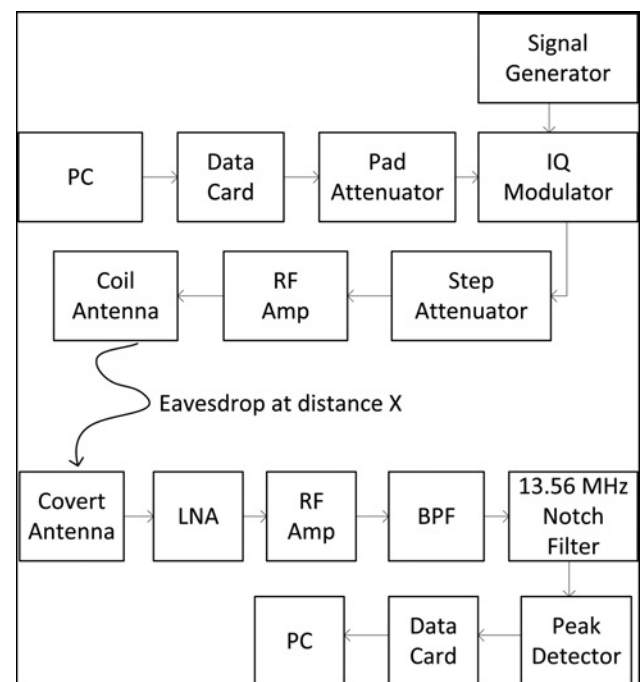 Signal
Generator
PC
Data
Card
Pad
Attenuator
IQ
Modulator
Coil
Antenna
RF
Amp
Step
Attenuator
Eavesdrop at distance X
Covert
Antenna
LNA
RF
Amp
BPF
13.56 MHz
Notch
Filter
PC
Data
Card
Peak
Detector